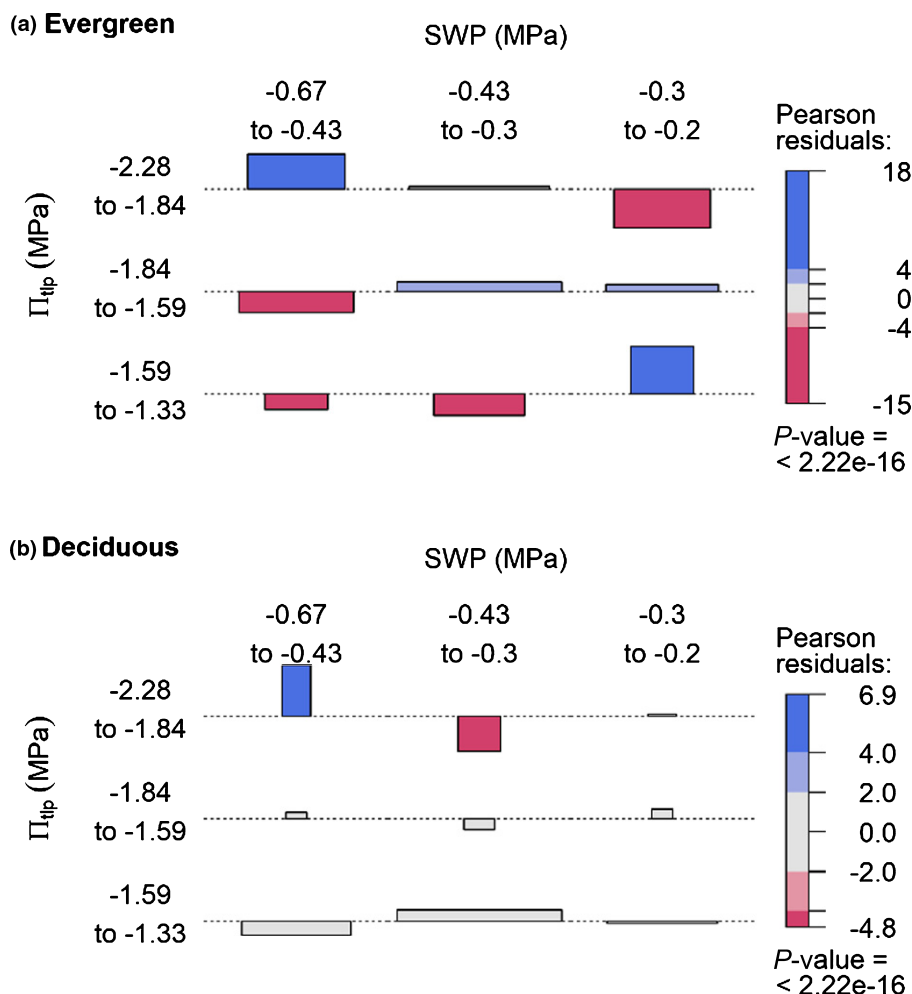 (a) Evergreen
SWP (MPa)
-0.67 -0.43 -0.3
to -0.43 to -0.3 to -0.2
Πtlp (MPa)
-2.28
to -1.84
-1.84
to -1.59
-1.59
to -1.33
Pearson
residuals:
18
4
0
-4
-15
P-value =
< 2.22e-16
(b) Deciduous
SWP (MPa)
-0.67 -0.43 -0.3
to -0.43 to -0.3 to -0.2
Πtlp (MPa)
-2.28
to -1.84
-1.84
to -1.59
-1.59
to -1.33
Pearson
residuals:
6.9
4.0
2.0
0.0
-2.0
-4.8
P-value =
< 2.22e-16